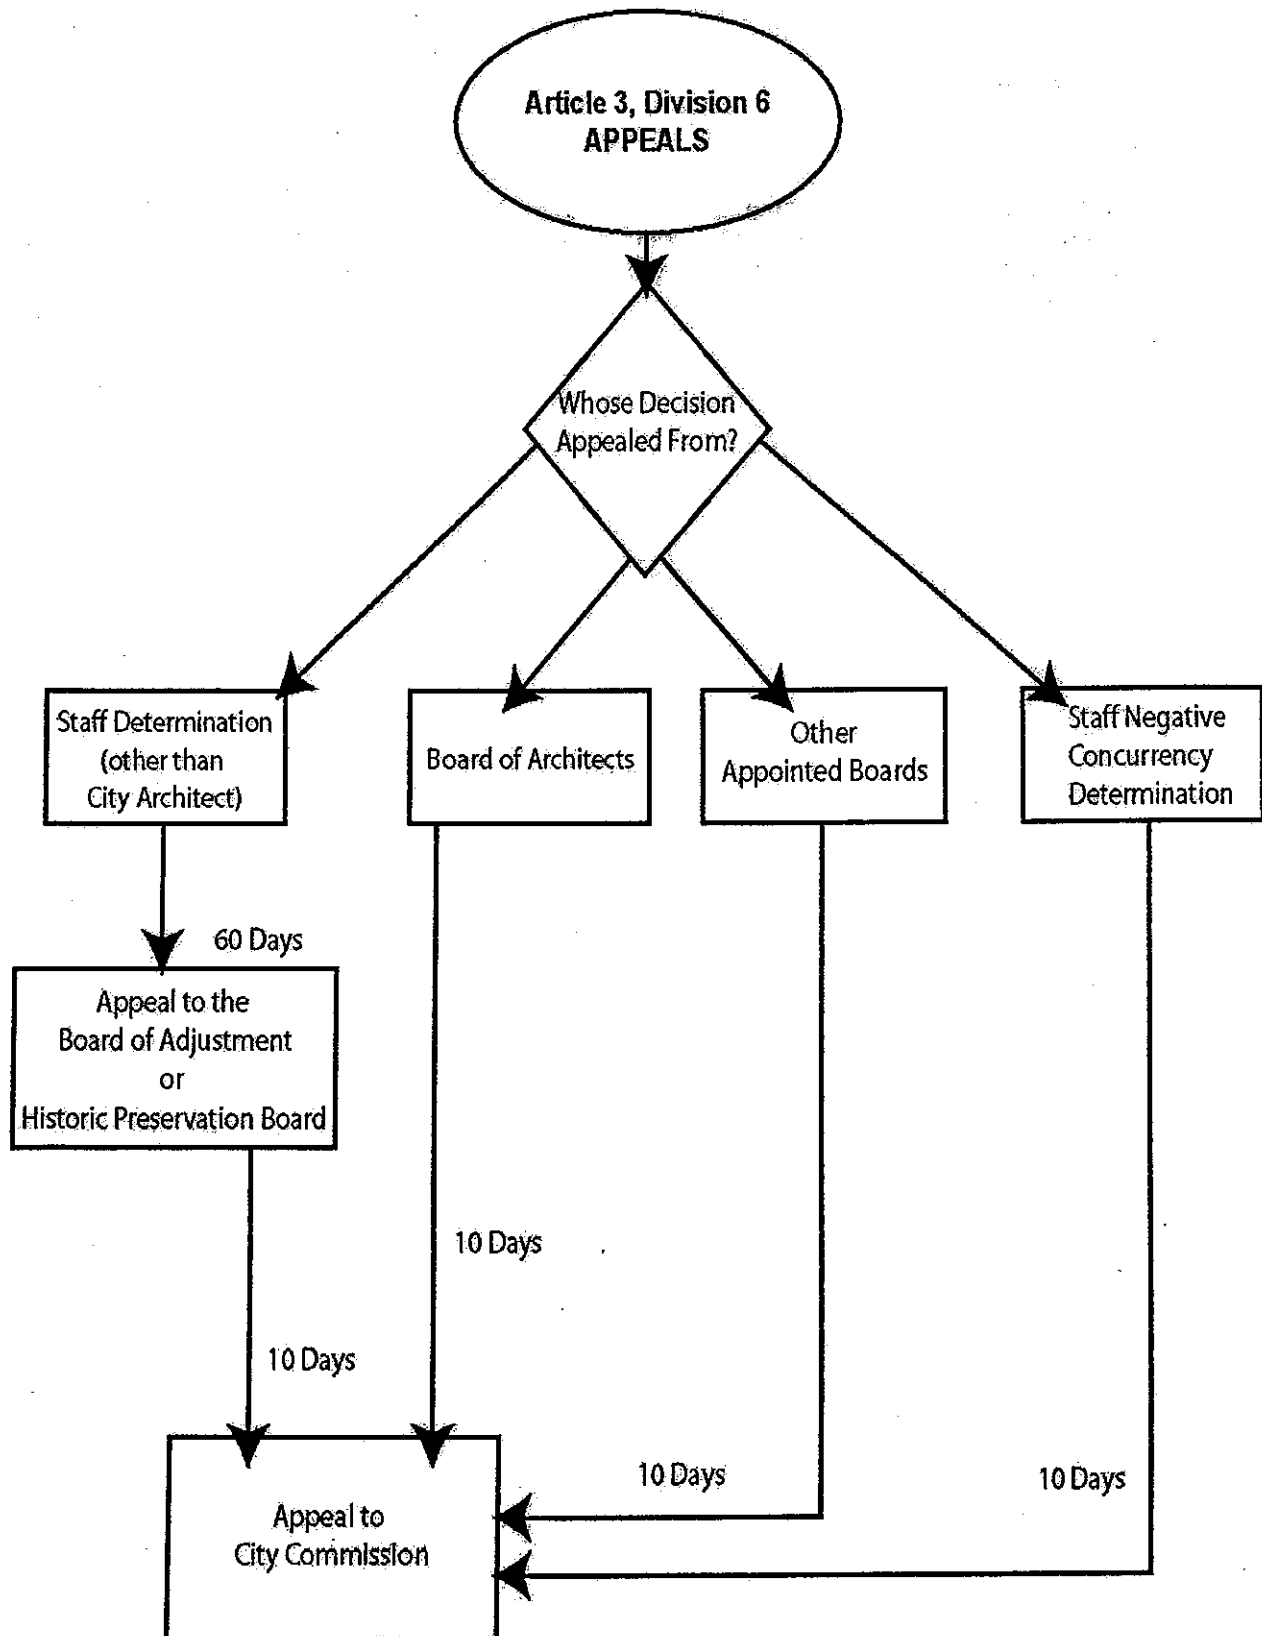 Article 3, Division 6
APPEALS
Whose Decision
Appealed From?
Staff Determination
(other than
City Architect)
Board of Architects
Other
Appointed Boards
Staff Negative
Concurrency
Determination
60 Days
Appeal to the
Board of Adjustment
or
Historic Preservation Board
10 Days
10 Days
10 Days
10 Days
Appeal to
City Commission